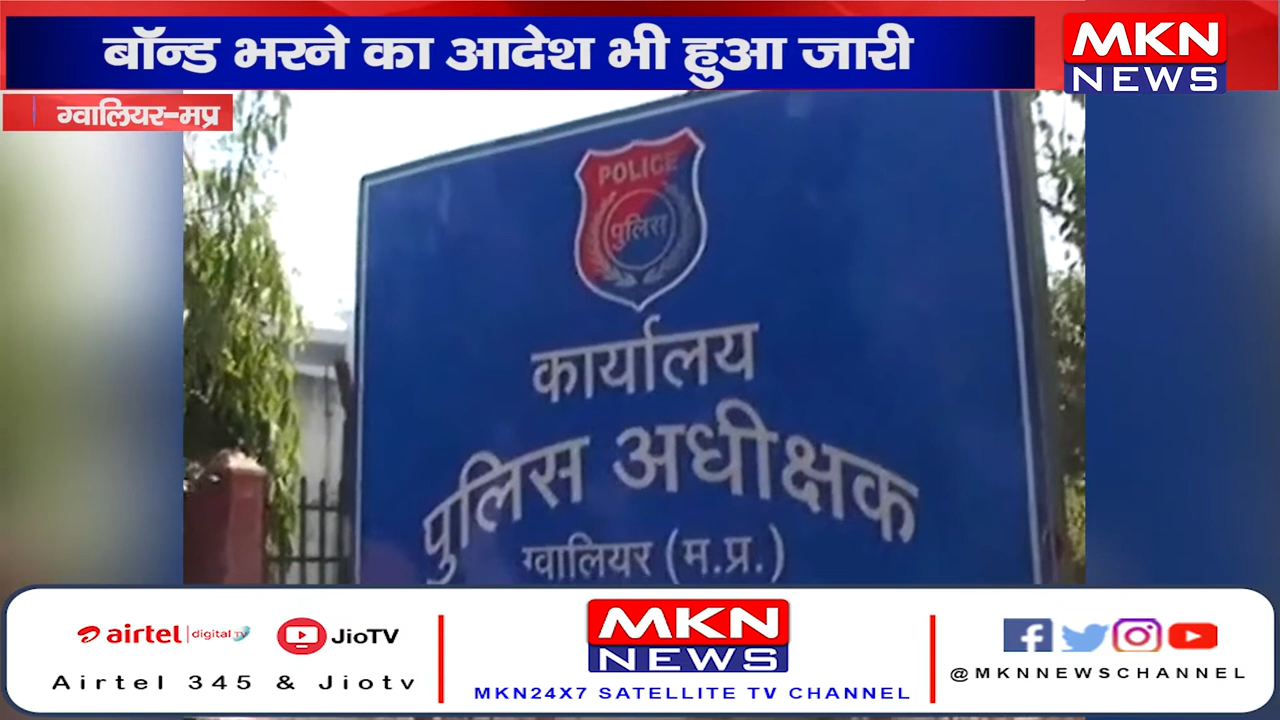 बॉन्ड भरने का आदेश भी हुआ जारी
MKN
NEWS
ग्वालियर-मप्र
POLICE
पुलिस
कार्यालय
पुलिस अधीक्षक
ग्वालियर (म.प्र.)
airtel digital TV
JioTV
Airtel 345 & Jiotv
MKN
NEWS
MKN24X7 SATELLITE TV CHANNEL
@MKNNEWSCHANNEL